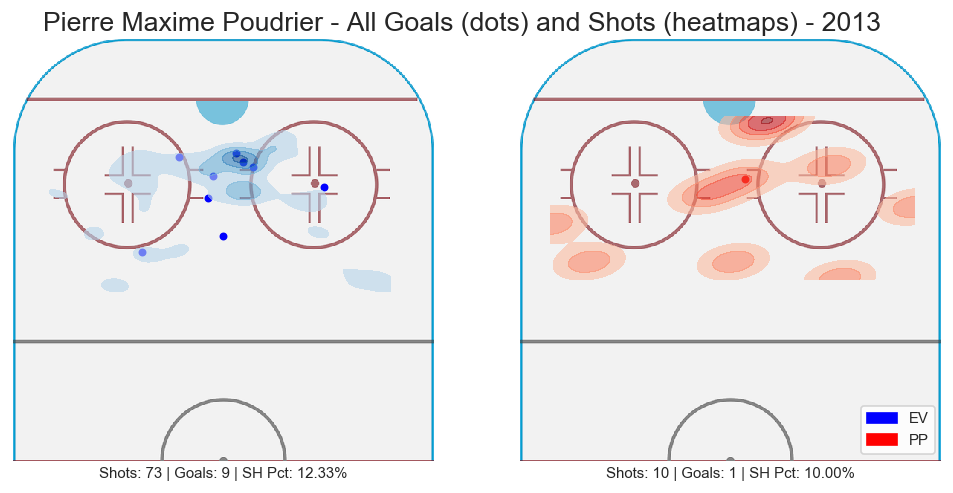 Pierre Maxime Poudrier - All Goals (dots) and Shots (heatmaps) - 2013
EV
PP
Shots: 73 | Goals: 9 | SH Pct: 12.33%
Shots: 10 | Goals: 1 | SH Pct: 10.00%